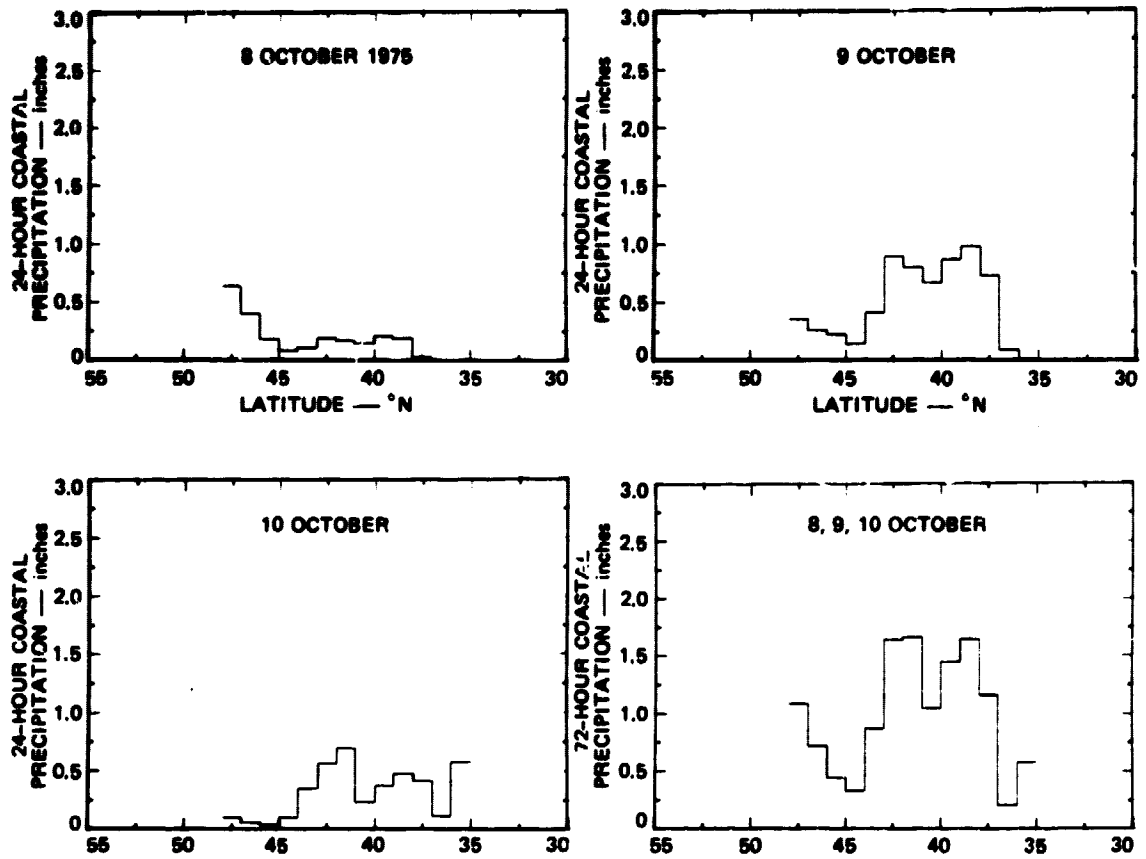 8 OCTOBER 1975
24-HOUR COASTAL
PRECIPITATION — inches
3.0
2.5
2.0
1.5
1.0
0.5
0
55 50 45 40 35 30
LATITUDE — °N
9 OCTOBER
24-HOUR COASTAL
PRECIPITATION — inches
3.0
2.5
2.0
1.5
1.0
0.5
0
55 50 45 40 35 30
LATITUDE — °N
10 OCTOBER
24-HOUR COASTAL
PRECIPITATION — inches
3.0
2.5
2.0
1.5
1.0
0.5
0
55 50 45 40 35 30
8, 9, 10 OCTOBER
72-HOUR COASTAL
PRECIPITATION — inches
3.0
2.5
2.0
1.5
1.0
0.5
0
55 50 45 40 35 30